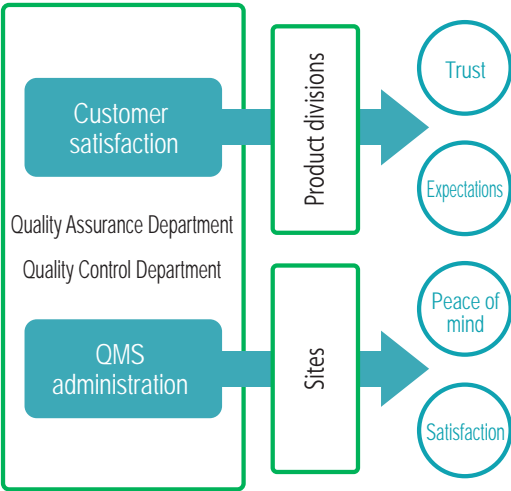 Customer
satisfaction
Quality Assurance Department
Quality Control Department
QMS
administration
Product divisions
Sites
Trust
Expectations
Peace of
mind
Satisfaction